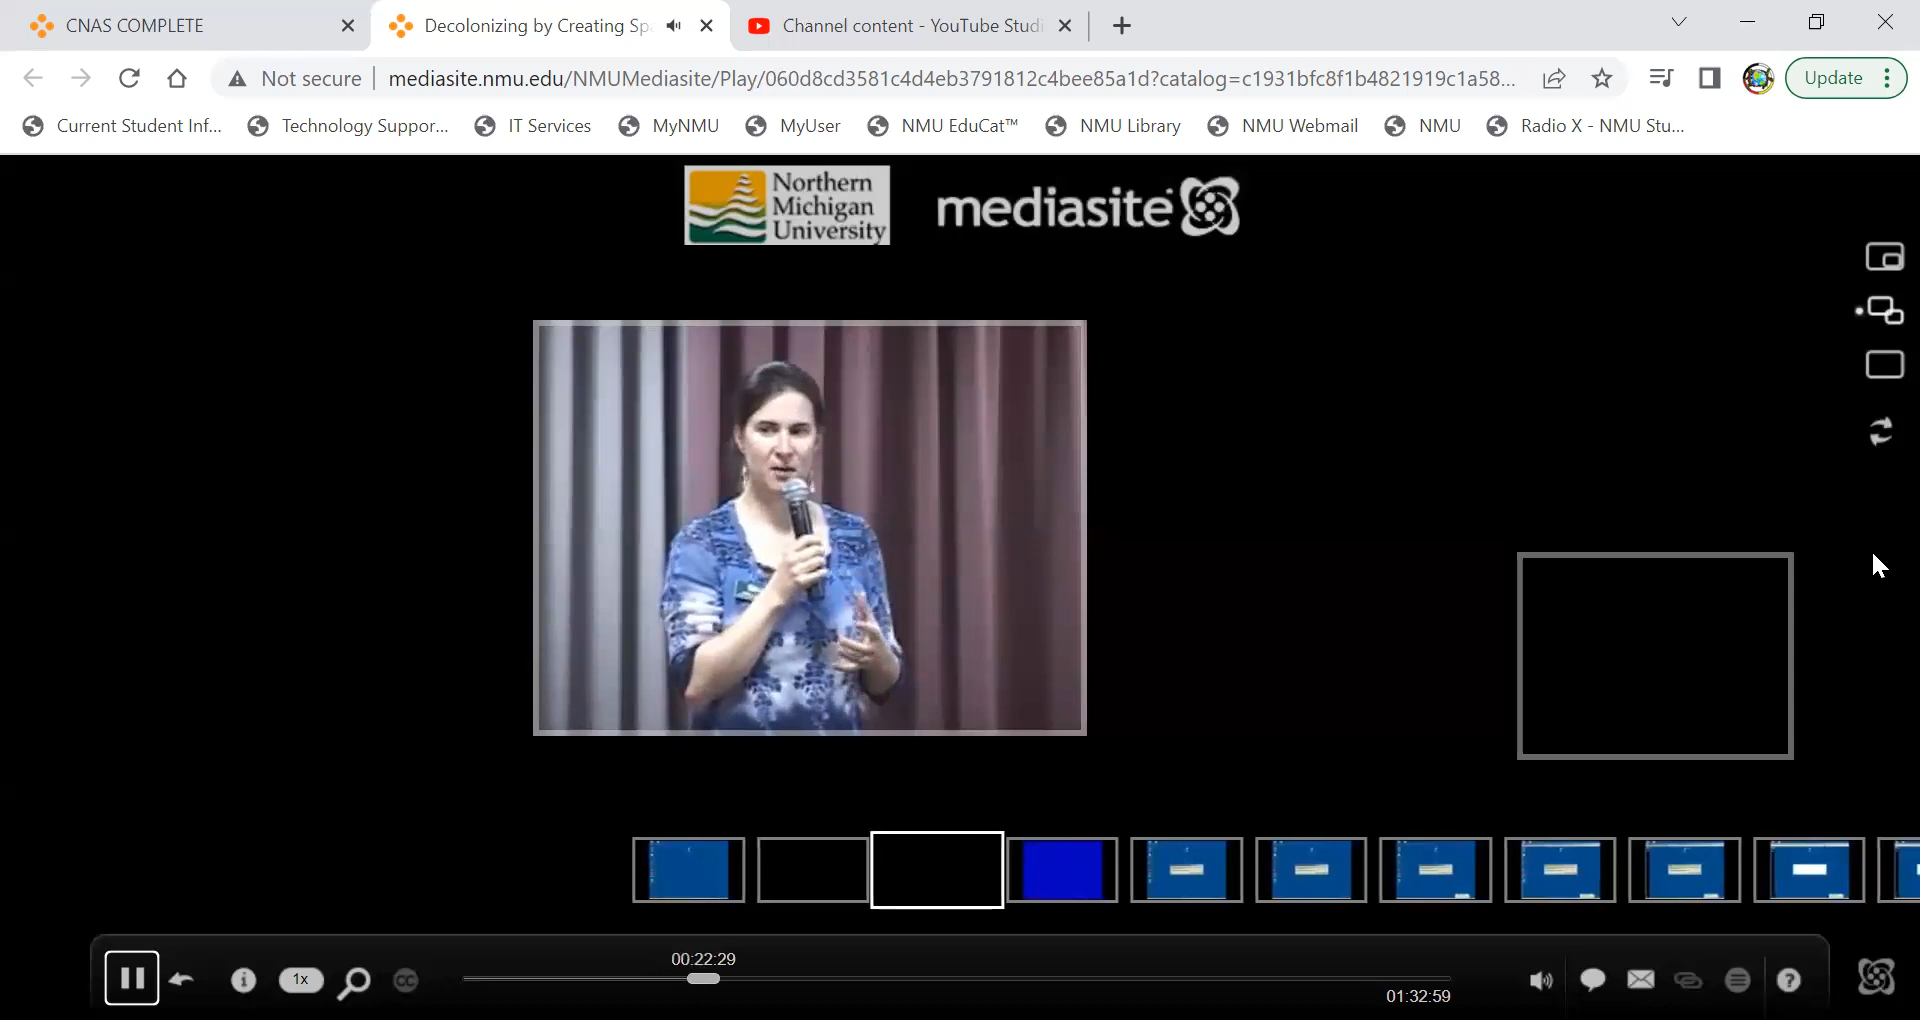 CNAS COMPLETE
Decolonizing by Creating Sp
Channel content - YouTube Studi
Not secure
mediasite.nmu.edu/NMUMediasite/Play/060d8cd3581c4d4eb3791812c4bee85a1d?catalog=c1931bfc8f1b4821919c1a58...
Update
Current Student Inf...
Technology Suppor...
IT Services
MyNMU
MyUser
NMU EduCat™
NMU Library
NMU Webmail
NMU
Radio X - NMU Stu...
Northern
Michigan
University
mediasite
00:22:29
1x
CC
01:32:59